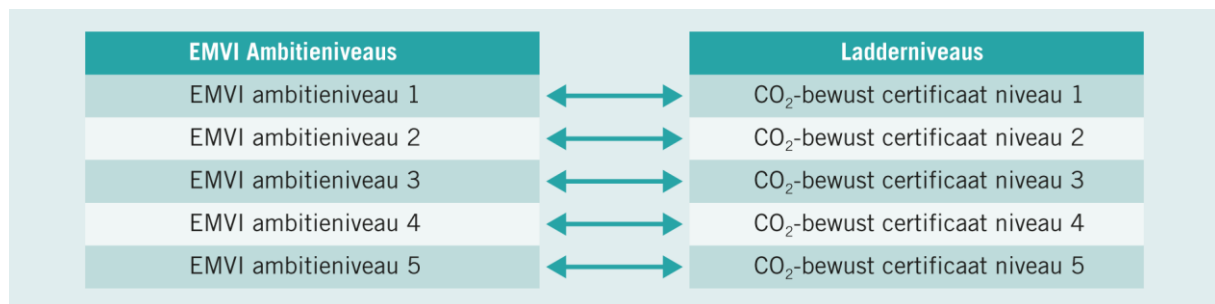 EMVI Ambitieniveaus Ladderniveaus
EMVI ambitieniveau 1 CO₂-bewust certificaat niveau 1
EMVI ambitieniveau 2 CO₂-bewust certificaat niveau 2
EMVI ambitieniveau 3 CO₂-bewust certificaat niveau 3
EMVI ambitieniveau 4 CO₂-bewust certificaat niveau 4
EMVI ambitieniveau 5 CO₂-bewust certificaat niveau 5